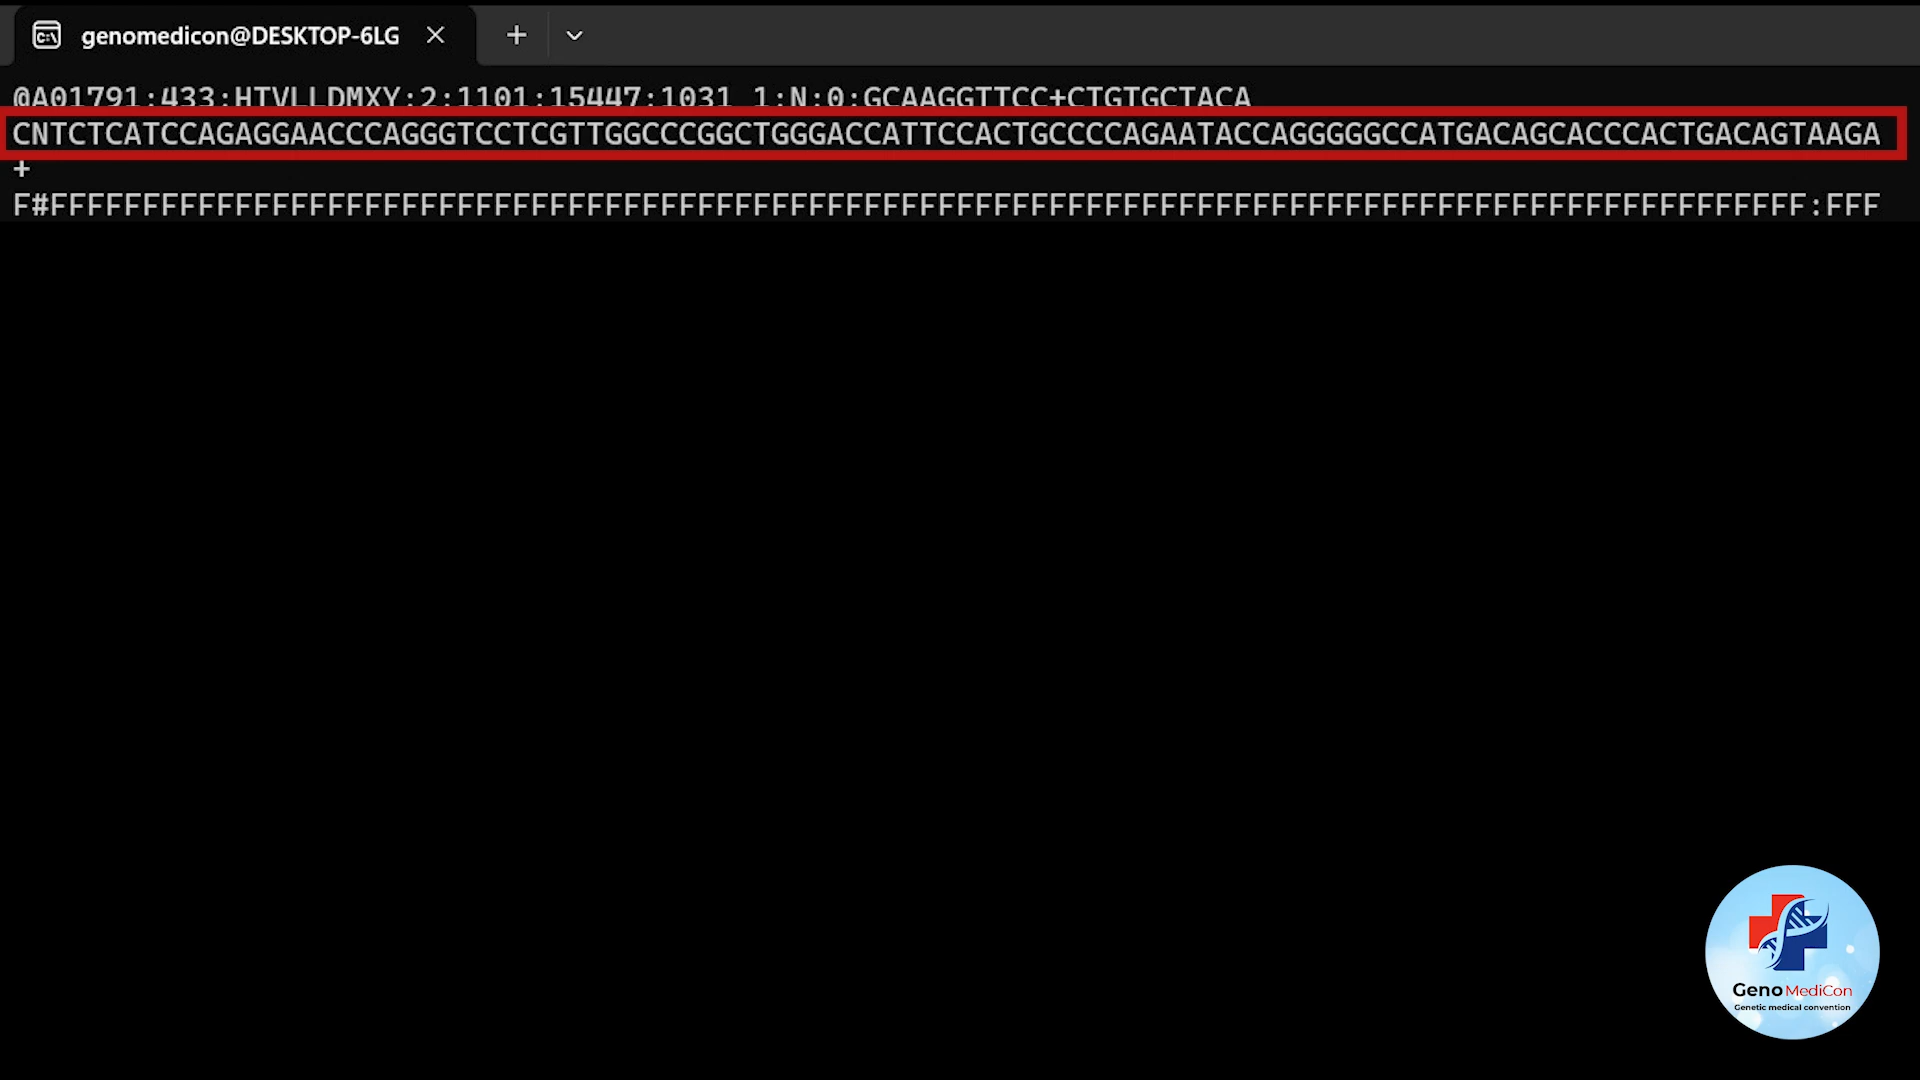 genomedicon@DESKTOP-6LG
@A01791:433:HTVLLDMXY:2:1101:15447:1031 1:N:0:GCAAGGTTCC+CTGTGCTACA
CNTCTCATCCAGAGGAACCCAGGGTCCTCGTTGGCCCGGCTGGGACCATTCCACTGCCCCAGAATACCAGGGGGCCATGACAGCACCCACTGACAGTAAGA
+
F#FFFFFFFFFFFFFFFFFFFFFFFFFFFFFFFFFFFFFFFFFFFFFFFFFFFFFFFFFFFFFFFFFFFFFFFFFFFFFFFFFFFFFFFFFFFFFFF:FFF
Geno MediCon
Genetic medical convention